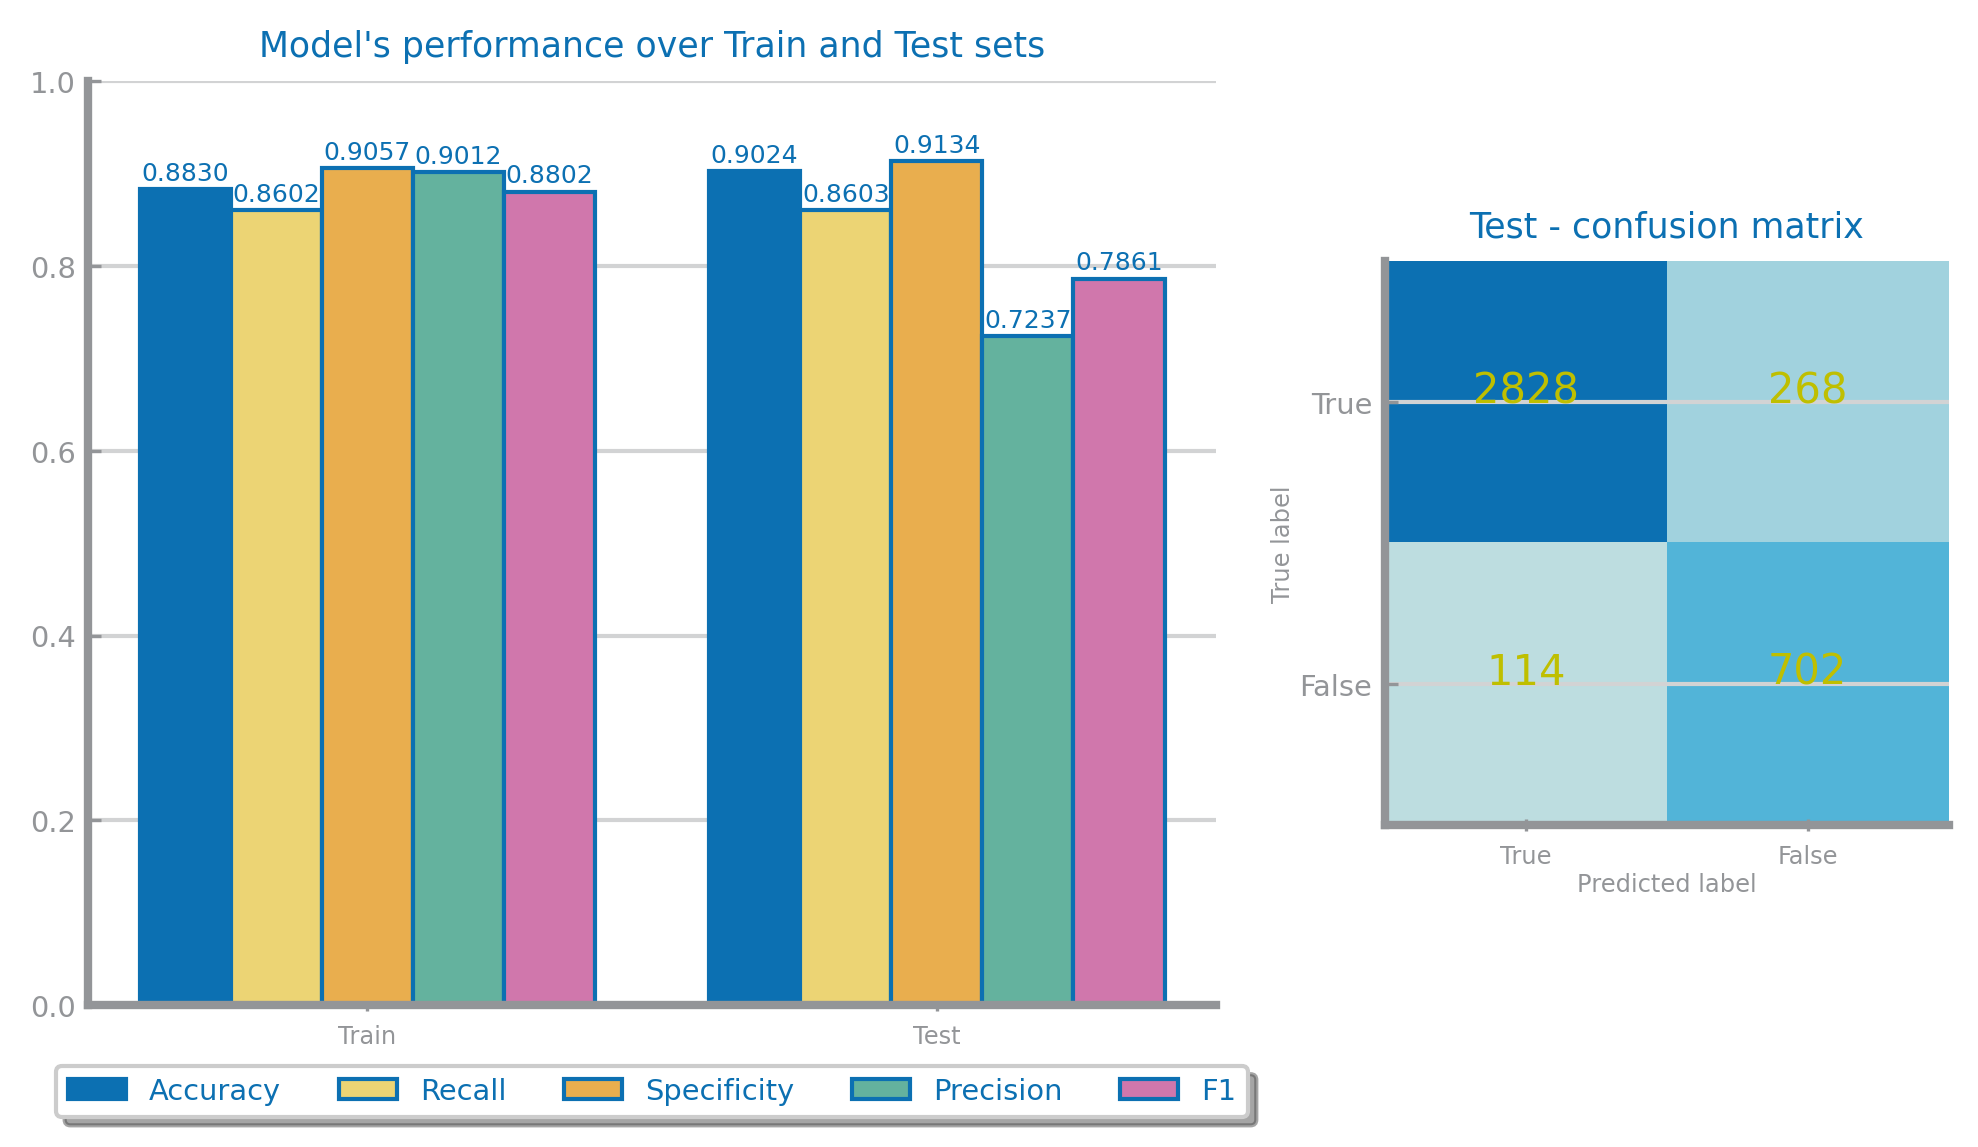 Model's performance over Train and Test sets
1.0
0.8
0.6
0.4
0.2
0.0
0.8830
0.8602
0.9057
0.9012
0.8802
0.9024
0.8603
0.9134
0.7237
0.7861
Train
Test
Accuracy
Recall
Specificity
Precision
F1
Test - confusion matrix
True label
True
False
2828
268
114
702
True
False
Predicted label